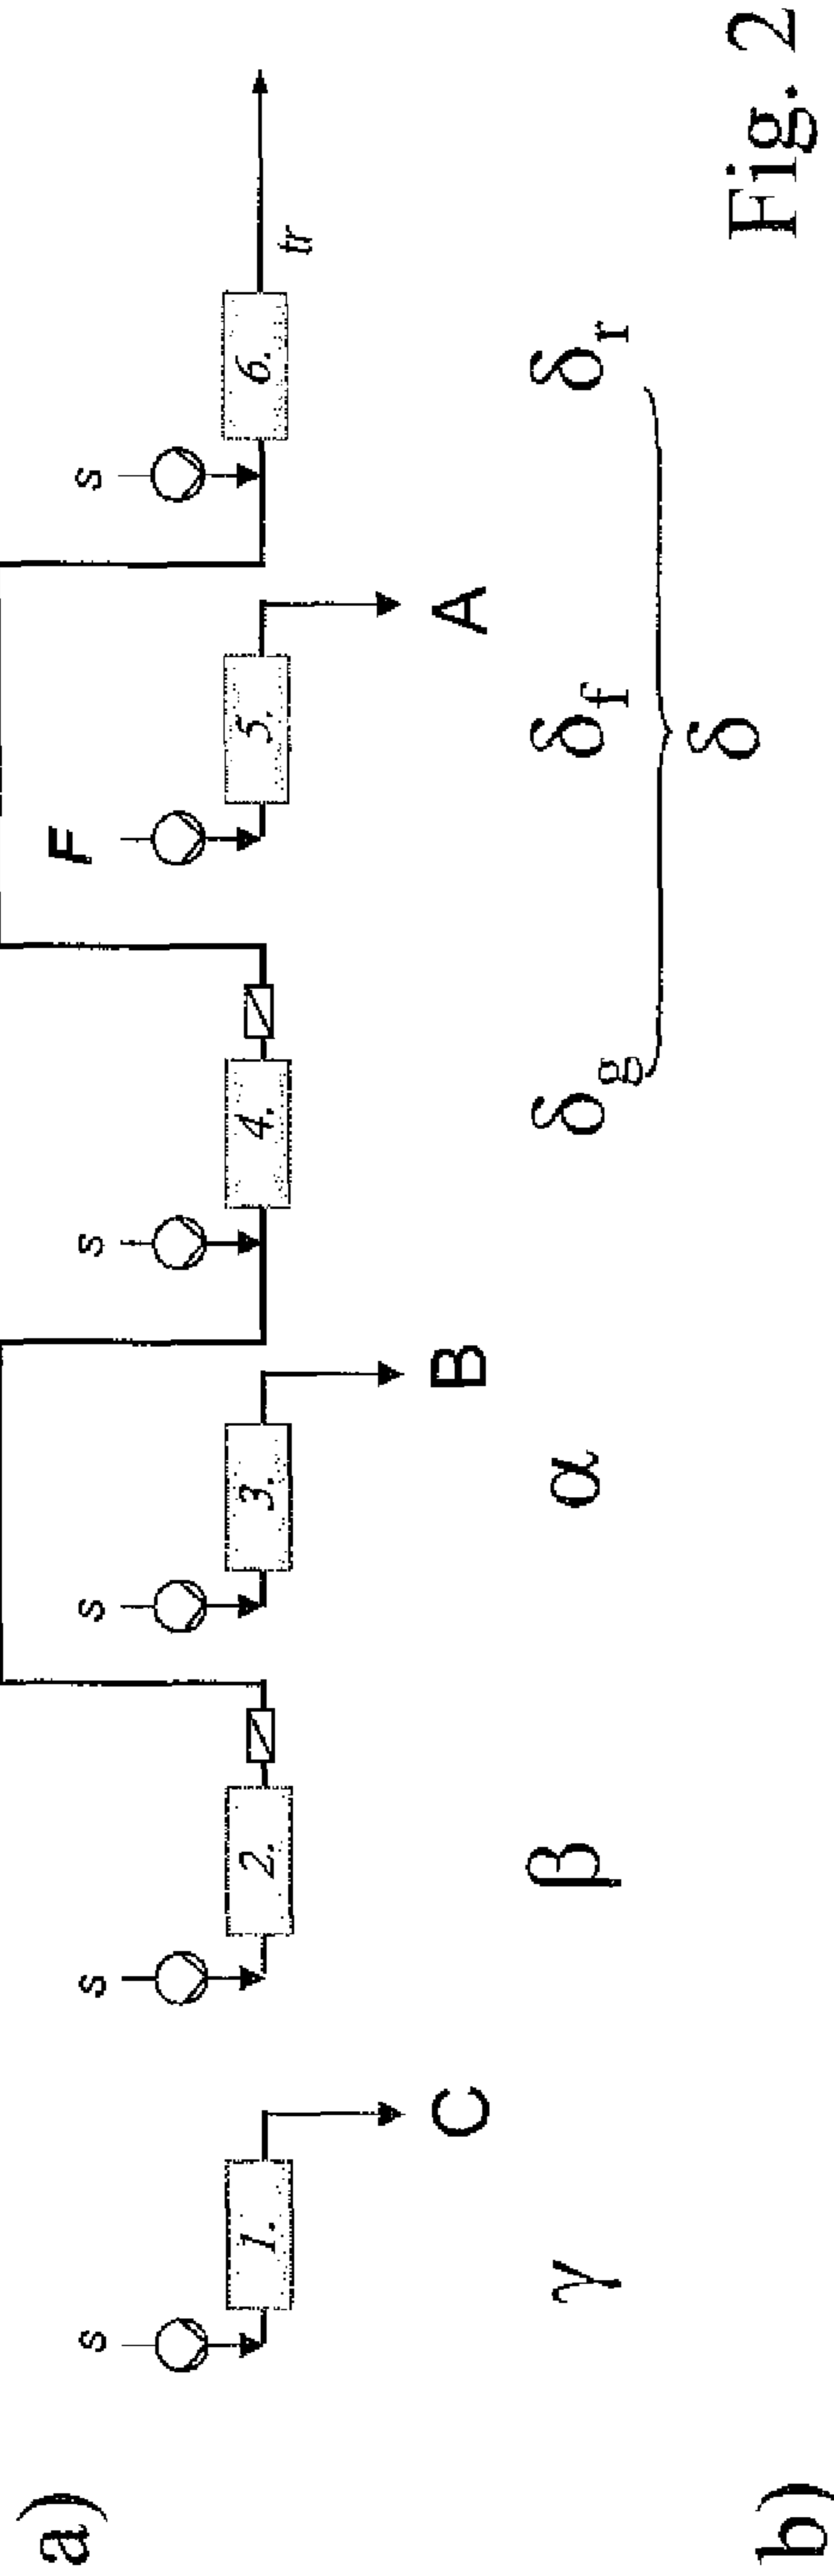 a)
s s s s F s
1. 2. 3. 4. 5. 6.
tr
C B A
γ β α δg δf δr
δ
b)
Fig. 2